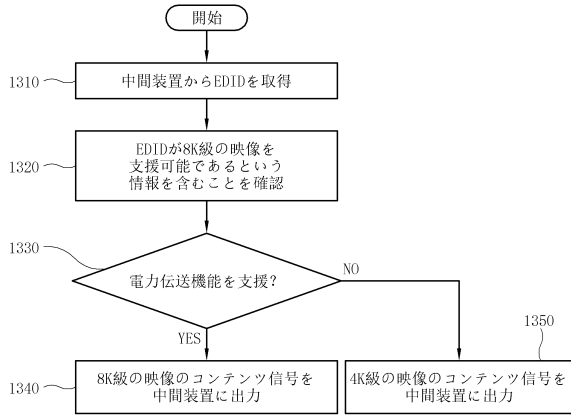 開始
1310
中間装置からEDIDを取得
1320
EDIDが8K級の映像を
支援可能であるという
情報を含むことを確認
1330
電力伝送機能を支援?
NO
YES
1350
1340
8K級の映像のコンテンツ信号を
中間装置に出力
4K級の映像のコンテンツ信号を
中間装置に出力